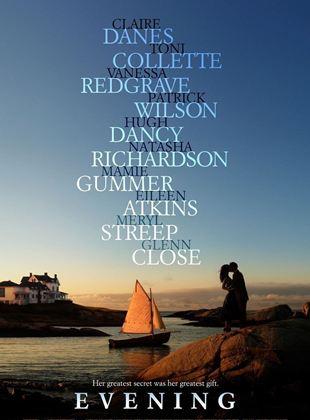 CLAIRE
DANES
TONI
COLLETTE
VANESSA
REDGRAVE
PATRICK
WILSON
HUGH
DANCY
NATASHA
RICHARDSON
MAMIE
GUMMER
EILEEN
ATKINS
MERYL
STREEP
GLENN
CLOSE
Her greatest secret was her greatest gift.
EVENING